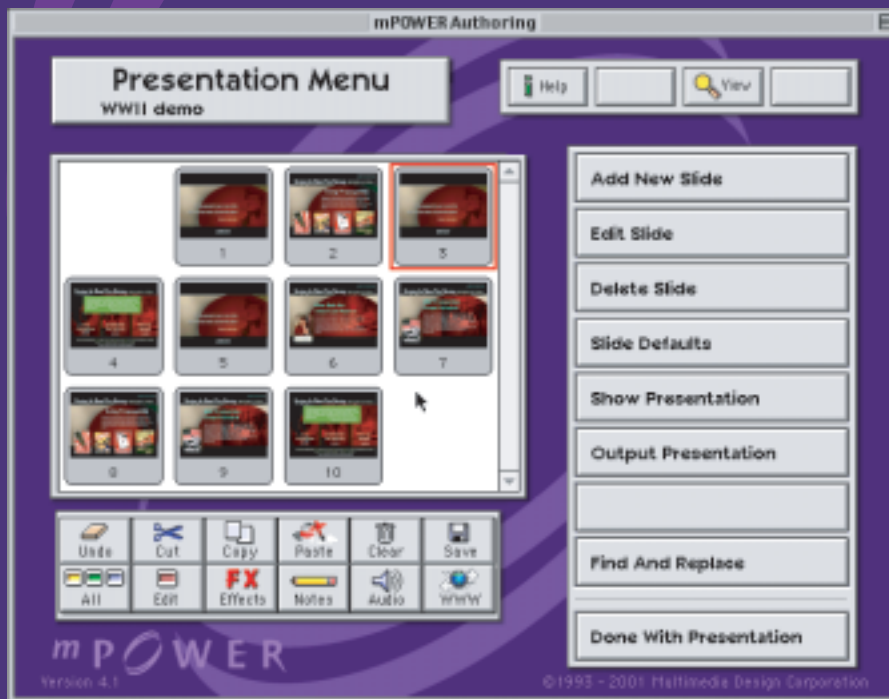 mPOWER Authoring
Presentation Menu
WWII demo
Help
View
1
2
3
4
5
6
7
8
9
10
Add New Slide
Edit Slide
Delete Slide
Slide Defaults
Show Presentation
Output Presentation
Find And Replace
Done With Presentation
Undo Cut Copy Paste Clear Save
All Edit FX Effects Notes Audio WWW
mPOWER
Version 4.1
©1993 - 2001 Multimedia Design Corporation